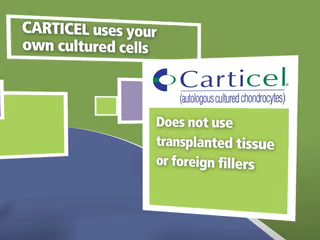 CARTICEL uses your
own cultured cells
Carticel®
(autologous cultured chondrocytes)
Does not use
transplanted tissue
or foreign fillers